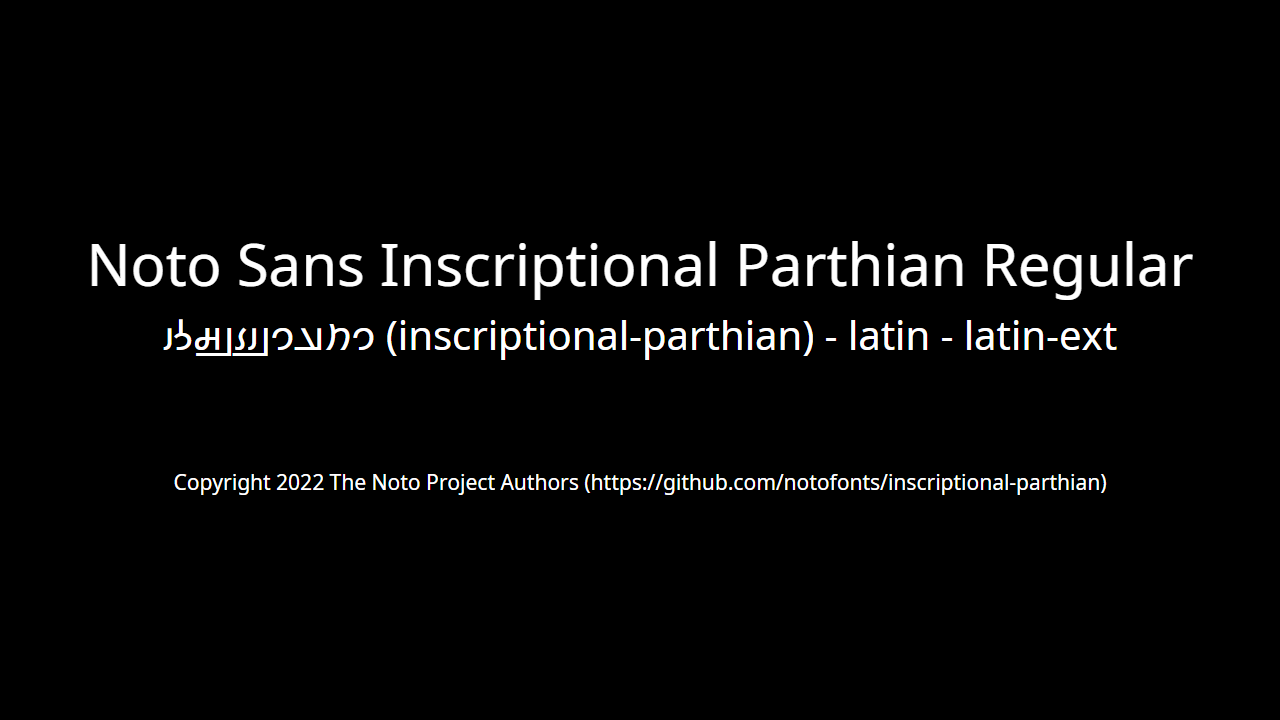 Noto Sans Inscriptional Parthian Regular
(inscriptional-parthian) - latin - latin-ext
Copyright 2022 The Noto Project Authors (https://github.com/notofonts/inscriptional-parthian)